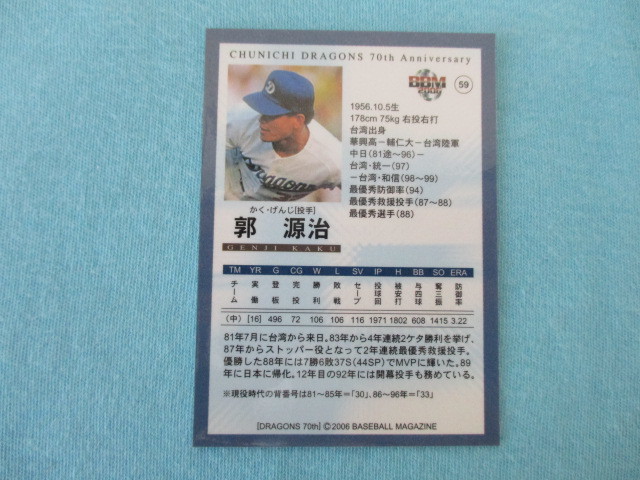 CHUNICHI DRAGONS 70th Anniversary
BBM
2006
59
1956.10.5生
178cm 75kg 右投右打
台湾出身
華興高－輔仁大－台湾陸軍
中日(81途～96)－
台湾・統一(97)
－台湾・和信(98～99)
最優秀防御率(94)
最優秀救援投手(87～88)
最優秀選手(88)
かく・げんじ[投手]
郭 源治
GENJI KAKU
TM YR G CG W L SV IP H BB SO ERA
チーム 実働 登板 完投 勝利 敗戦 セーブ 投球回 被安打 与四球 奪三振 防御率
(中) [16] 496 72 106 106 116 1971 1802 608 1415 3.22
81年7月に台湾から来日。83年から4年連続2ケタ勝利を挙げ、
87年からストッパー役となって2年連続最優秀救援投手。
優勝した88年には7勝6敗37S(44SP)でMVPに輝いた。89
年に日本に帰化。12年目の92年には開幕投手も務めている。
※現役時代の背番号は81～85年=「30」、86～96年=「33」
[DRAGONS 70th] ©2006 BASEBALL MAGAZINE